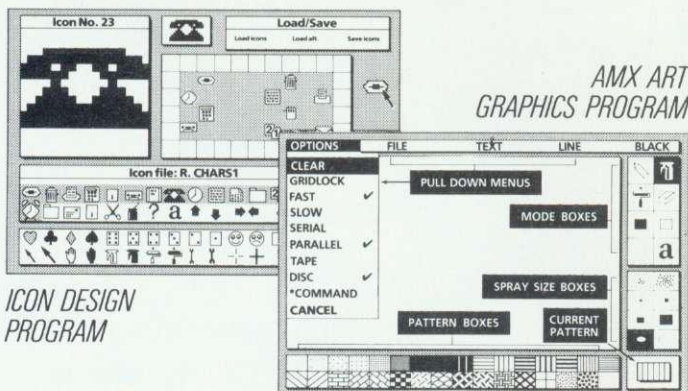 Icon No. 23
Load/Save
Load icons Load alt. Save icons
AMX ART
GRAPHICS PROGRAM
Icon file: R. CHARS1
OPTIONS FILE TEXT LINE BLACK
CLEAR
GRIDLOCK
FAST
SLOW
SERIAL
PARALLEL
TAPE
DISC
*COMMAND
CANCEL
PULL DOWN MENUS
MODE BOXES
a
SPRAY SIZE BOXES
PATTERN BOXES
CURRENT
PATTERN
? a
ICON DESIGN
PROGRAM